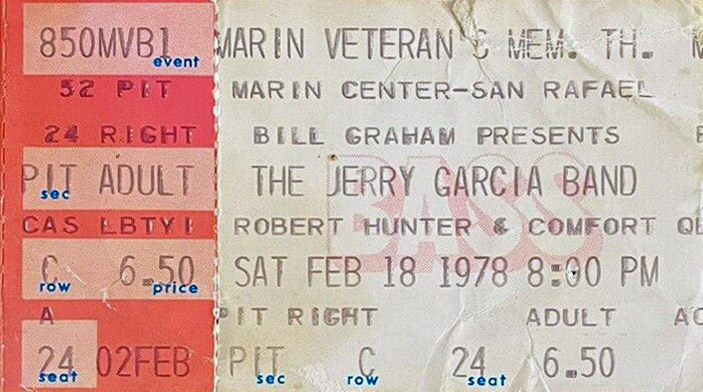 850MVB1 MARIN VETERAN'S MEM. TH.
event
52 PIT MARIN CENTER-SAN RAFAEL
24 RIGHT BILL GRAHAM PRESENTS
PIT ADULT THE JERRY GARCIA BAND
sec
BASS
CAS LBTY1 ROBERT HUNTER & COMFORT
C 6.50 SAT FEB 18 1978 8:00 PM
row price
A PIT RIGHT ADULT
24 02FEB PIT C 24 6.50
seat sec row seat